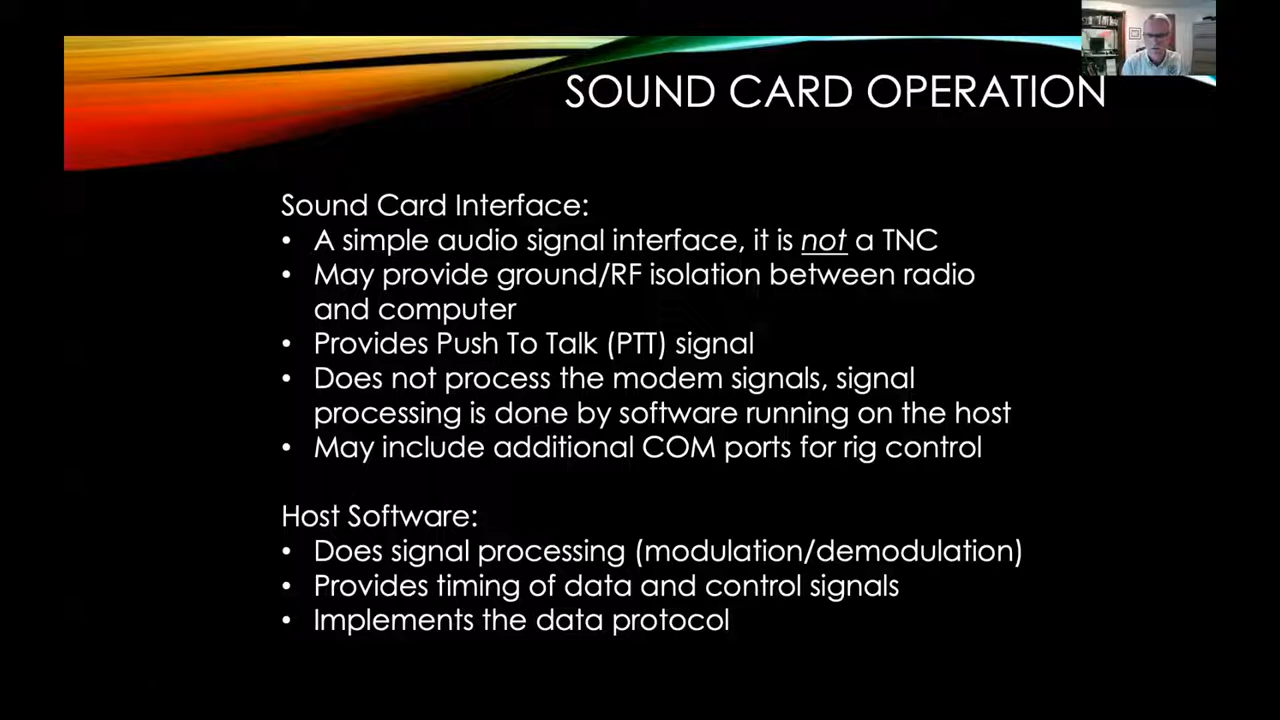 SOUND CARD OPERATION
Sound Card Interface:
• A simple audio signal interface, it is not a TNC
• May provide ground/RF isolation between radio
and computer
• Provides Push To Talk (PTT) signal
• Does not process the modem signals, signal
processing is done by software running on the host
• May include additional COM ports for rig control
Host Software:
• Does signal processing (modulation/demodulation)
• Provides timing of data and control signals
• Implements the data protocol